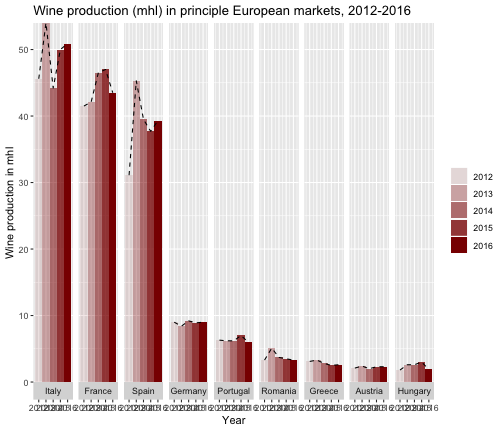 Wine production (mhl) in principle European markets, 2012-2016
Wine production in mhl
50
40
30
20
10
0
Italy France Spain Germany Portugal Romania Greece Austria Hungary
Year
2012
2013
2014
2015
2016